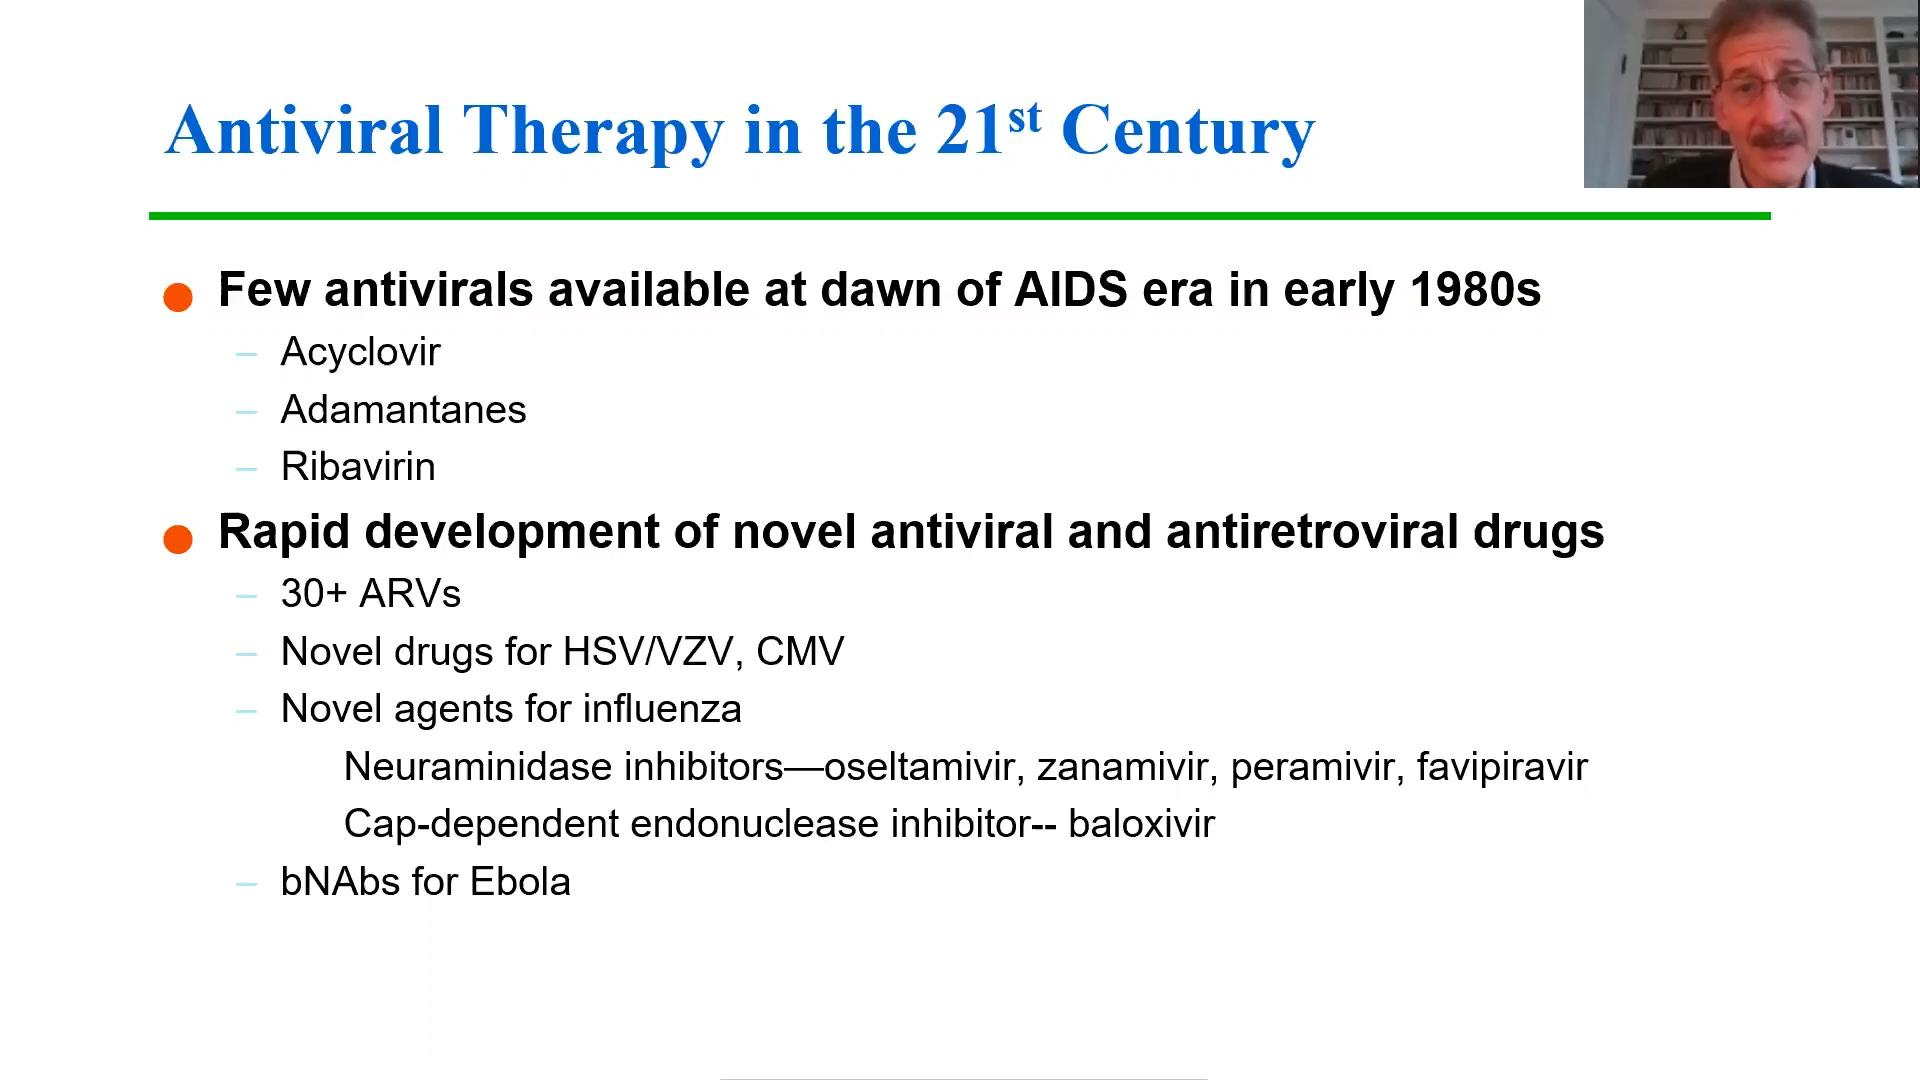 Antiviral Therapy in the 21st Century
Few antivirals available at dawn of AIDS era in early 1980s
– Acyclovir
– Adamantanes
– Ribavirin
Rapid development of novel antiviral and antiretroviral drugs
– 30+ ARVs
– Novel drugs for HSV/VZV, CMV
– Novel agents for influenza
Neuraminidase inhibitors—oseltamivir, zanamivir, peramivir, favipiravir
Cap-dependent endonuclease inhibitor-- baloxivir
– bNAbs for Ebola